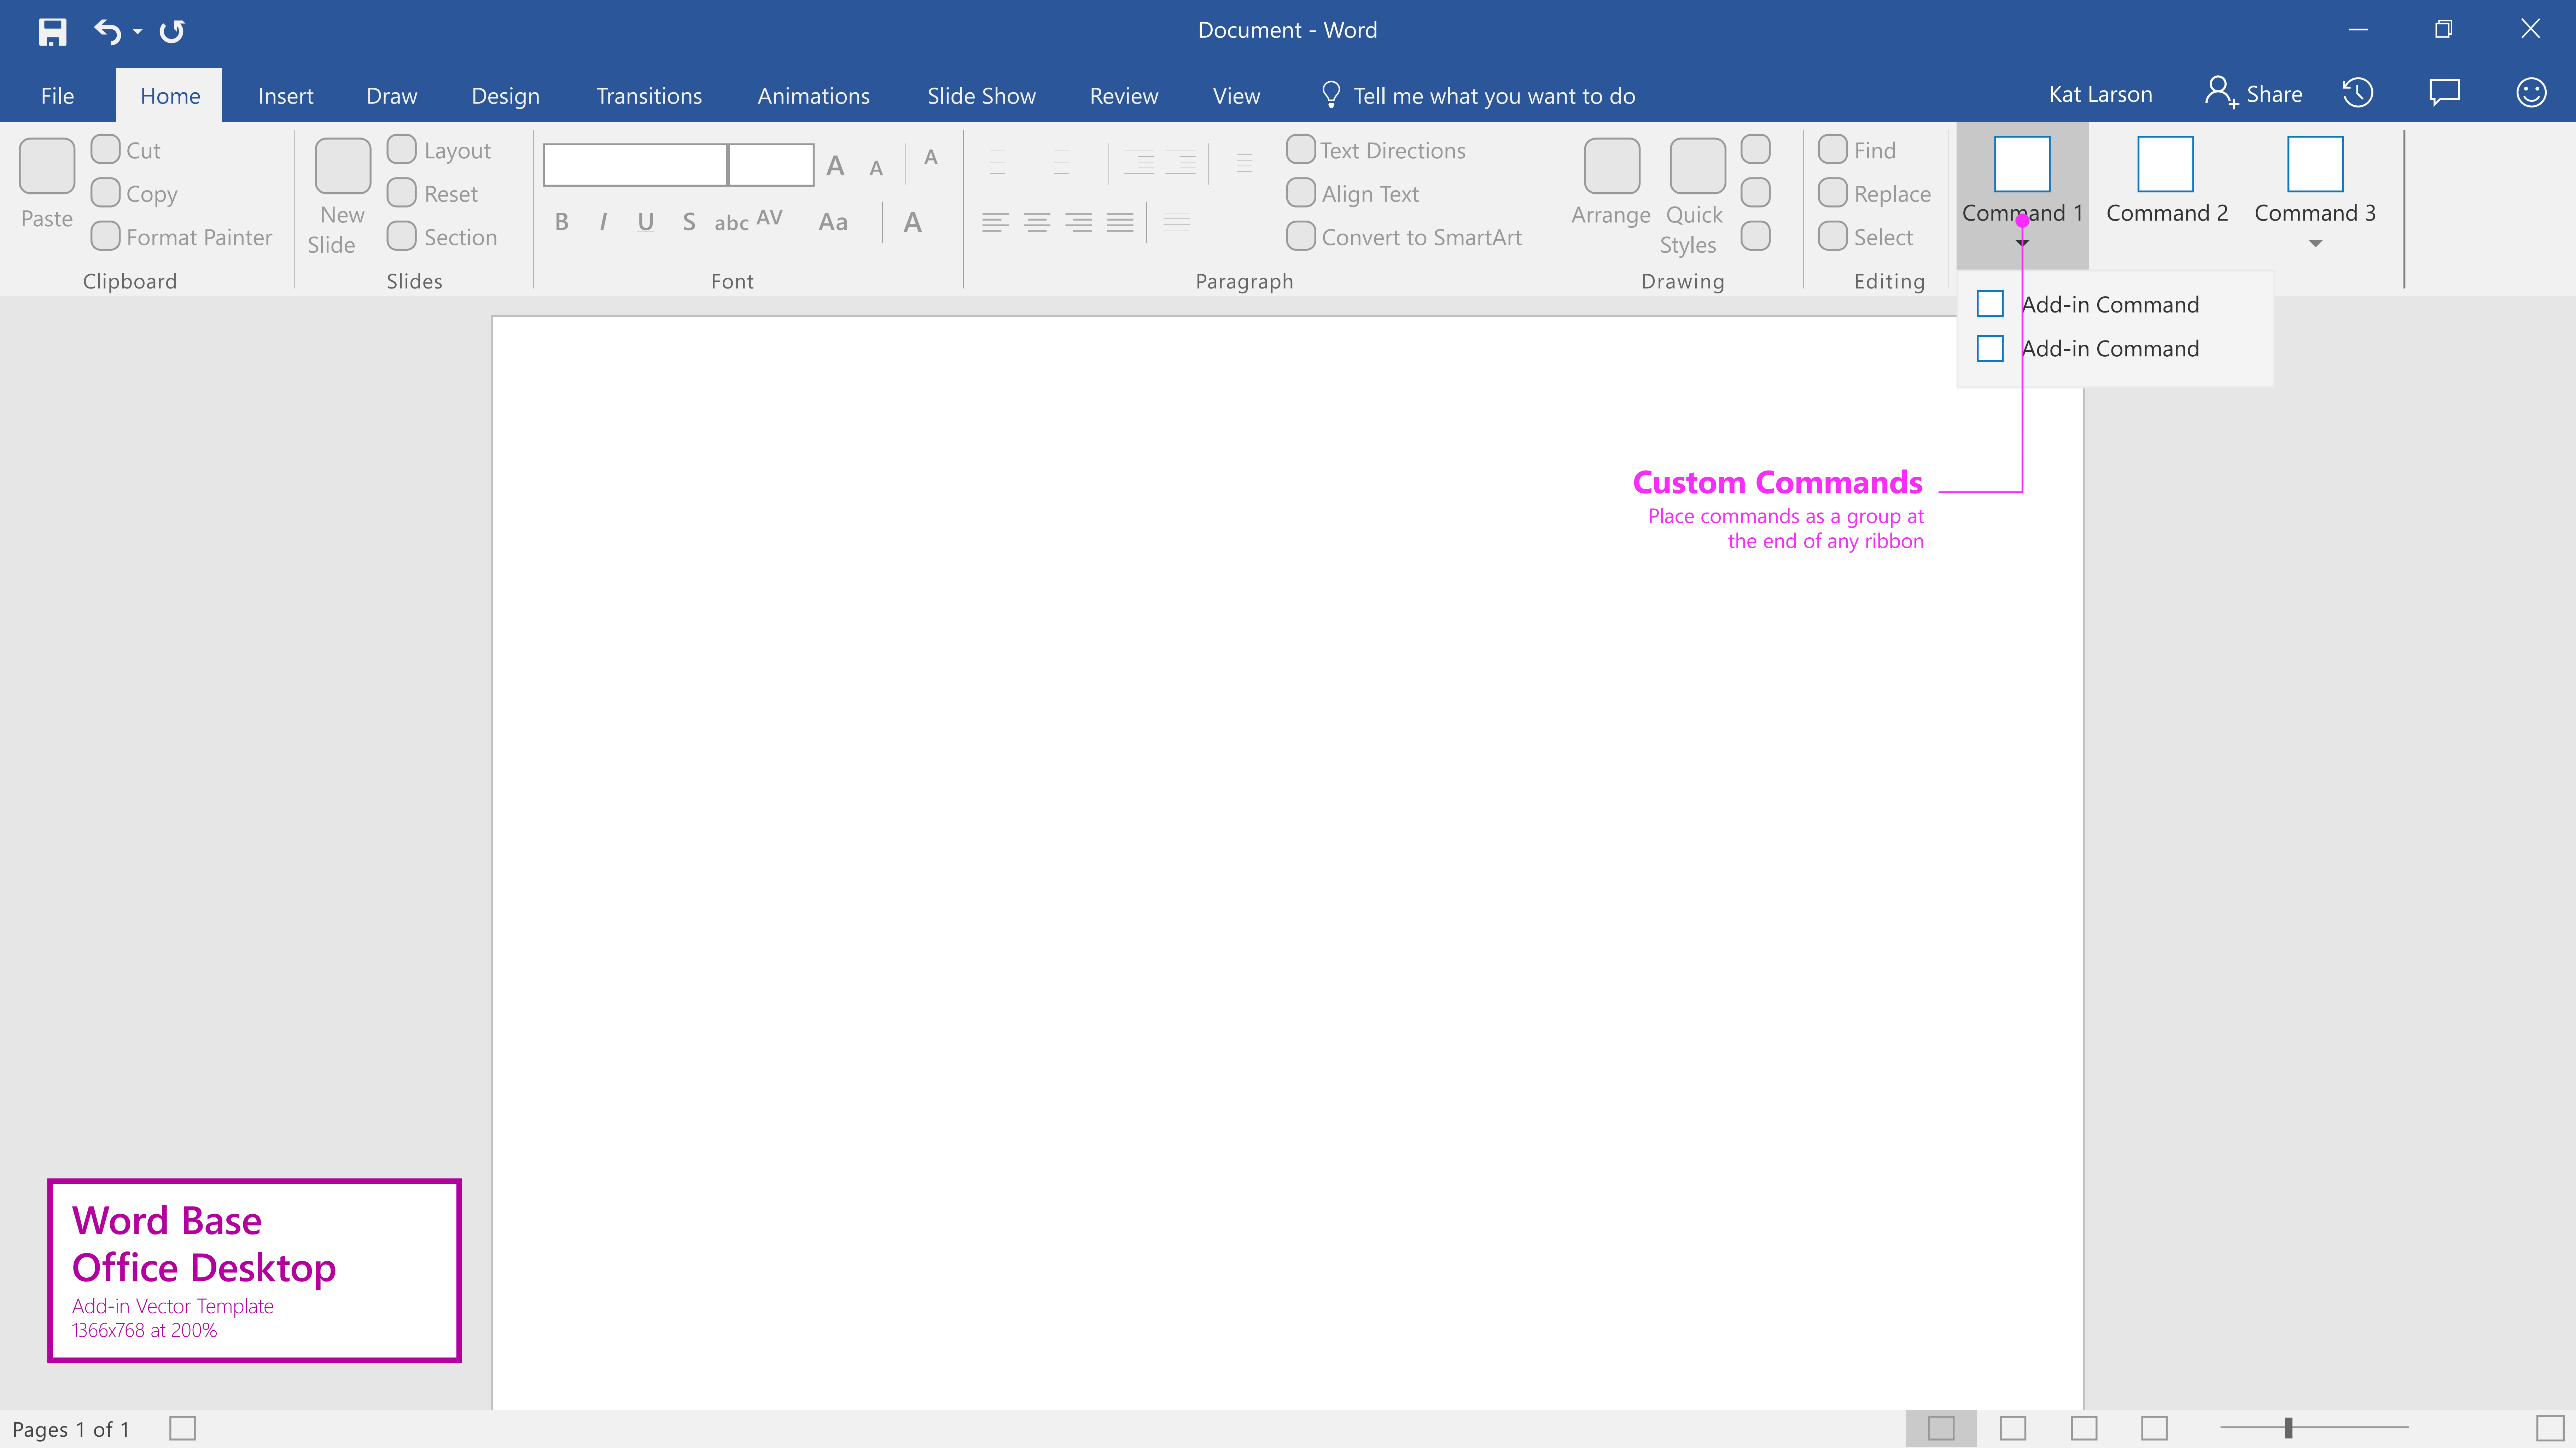 Document - Word
File Home Insert Draw Design Transitions Animations Slide Show Review View Tell me what you want to do Kat Larson Share
Paste
Cut
Copy
Format Painter
Clipboard
New
Slide
Layout
Reset
Section
Slides
A A A
B I U S abc AV Aa A
Font
Text Directions
Align Text
Convert to SmartArt
Paragraph
Arrange
Quick
Styles
Drawing
Find
Replace
Select
Editing
Command 1 Command 2 Command 3
Add-in Command
Add-in Command
Custom Commands
Place commands as a group at
the end of any ribbon
Word Base
Office Desktop
Add-in Vector Template
1366x768 at 200%
Pages 1 of 1